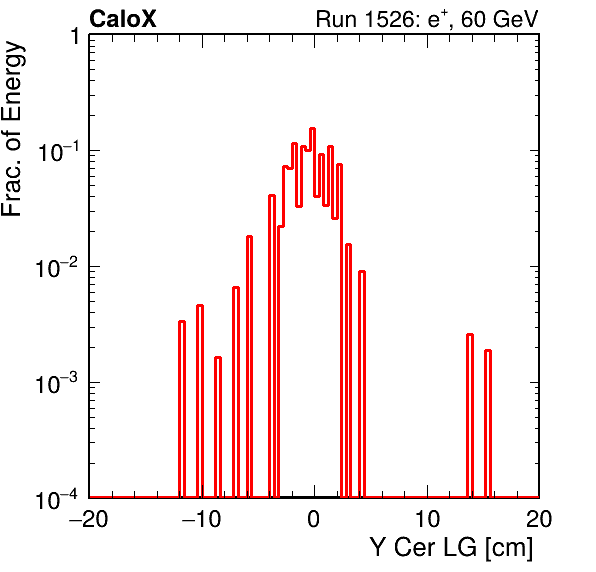 CaloX Run 1526: e⁺, 60 GeV
Frac. of Energy
1
10⁻¹
10⁻²
10⁻³
10⁻⁴
−20 −10 0 10 20
Y Cer LG [cm]